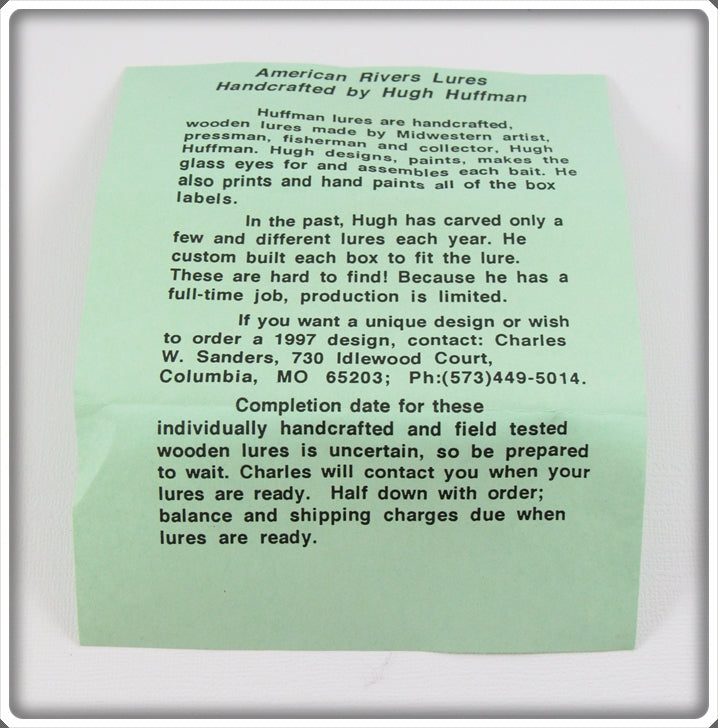 American Rivers Lures
Handcrafted by Hugh Huffman
Huffman lures are handcrafted,
wooden lures made by Midwestern artist,
pressman, fisherman and collector, Hugh
Huffman. Hugh designs, paints, makes the
glass eyes for and assembles each bait. He
also prints and hand paints all of the box
labels.
In the past, Hugh has carved only a
few and different lures each year. He
custom built each box to fit the lure.
These are hard to find! Because he has a
full-time job, production is limited.
If you want a unique design or wish
to order a 1997 design, contact: Charles
W. Sanders, 730 Idlewood Court,
Columbia, MO 65203; Ph:(573)449-5014.
Completion date for these
individually handcrafted and field tested
wooden lures is uncertain, so be prepared
to wait. Charles will contact you when your
lures are ready. Half down with order;
balance and shipping charges due when
lures are ready.